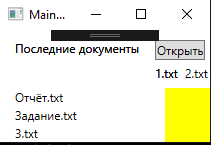 Main...
Последние документы Открыть
1.txt 2.txt
Отчёт.txt
Задание.txt
3.txt